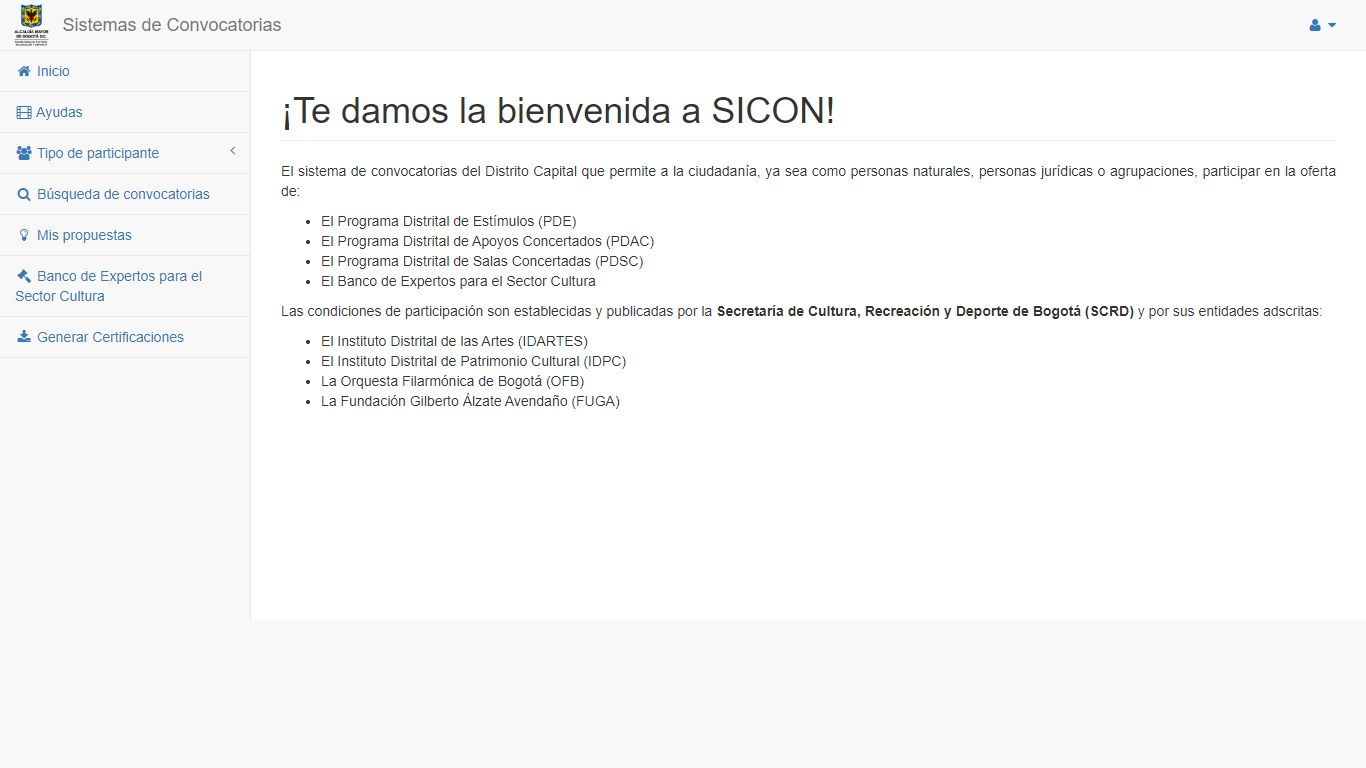 ALCALDÍA MAYOR
DE BOGOTÁ D.C.
Sistemas de Convocatorias
Inicio
Ayudas
Tipo de participante
Búsqueda de convocatorias
Mis propuestas
Banco de Expertos para el
Sector Cultura
Generar Certificaciones
¡Te damos la bienvenida a SICON!
El sistema de convocatorias del Distrito Capital que permite a la ciudadanía, ya sea como personas naturales, personas jurídicas o agrupaciones, participar en la oferta
de:
• El Programa Distrital de Estímulos (PDE)
• El Programa Distrital de Apoyos Concertados (PDAC)
• El Programa Distrital de Salas Concertadas (PDSC)
• El Banco de Expertos para el Sector Cultura
Las condiciones de participación son establecidas y publicadas por la Secretaría de Cultura, Recreación y Deporte de Bogotá (SCRD) y por sus entidades adscritas:
• El Instituto Distrital de las Artes (IDARTES)
• El Instituto Distrital de Patrimonio Cultural (IDPC)
• La Orquesta Filarmónica de Bogotá (OFB)
• La Fundación Gilberto Álzate Avendaño (FUGA)